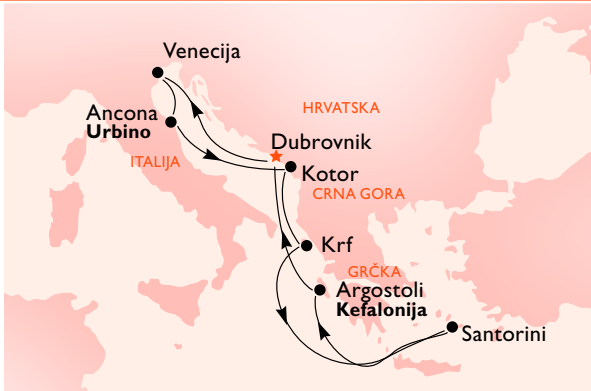 Venecija
HRVATSKA
Ancona
Urbino
Dubrovnik
ITALIJA
Kotor
CRNA GORA
Krf
GRČKA
Argostoli
Kefalonija
Santorini